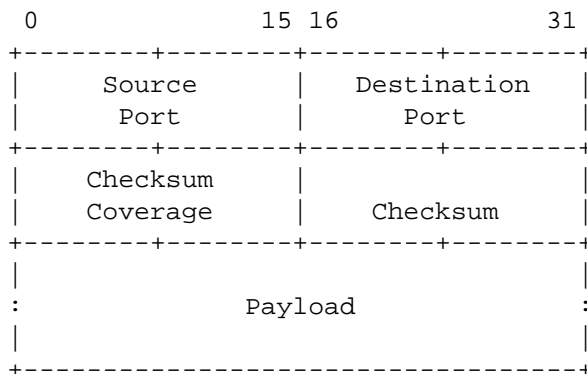 0 15 16 31
Source Destination
Port Port
Checksum
Coverage Checksum
Payload